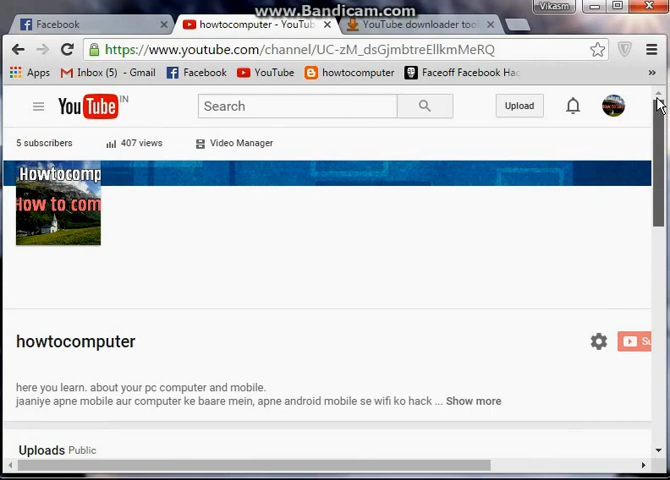 www.Bandicam.com
Vikasm
Facebook
howtocomputer - YouTub
YouTube downloader too
https://www.youtube.com/channel/UC-zM_dsGjmbtreEllkmMeRQ
Apps
Inbox (5) - Gmail
Facebook
YouTube
howtocomputer
Faceoff Facebook Hac
»
YouTube IN
Search
Upload
5 subscribers
407 views
Video Manager
Howtocomp
How to com
howtocomputer
Su
here you learn. about your pc computer and mobile.
jaaniye apne mobile aur computer ke baare mein, apne android mobile se wifi ko hack ... Show more
Uploads Public